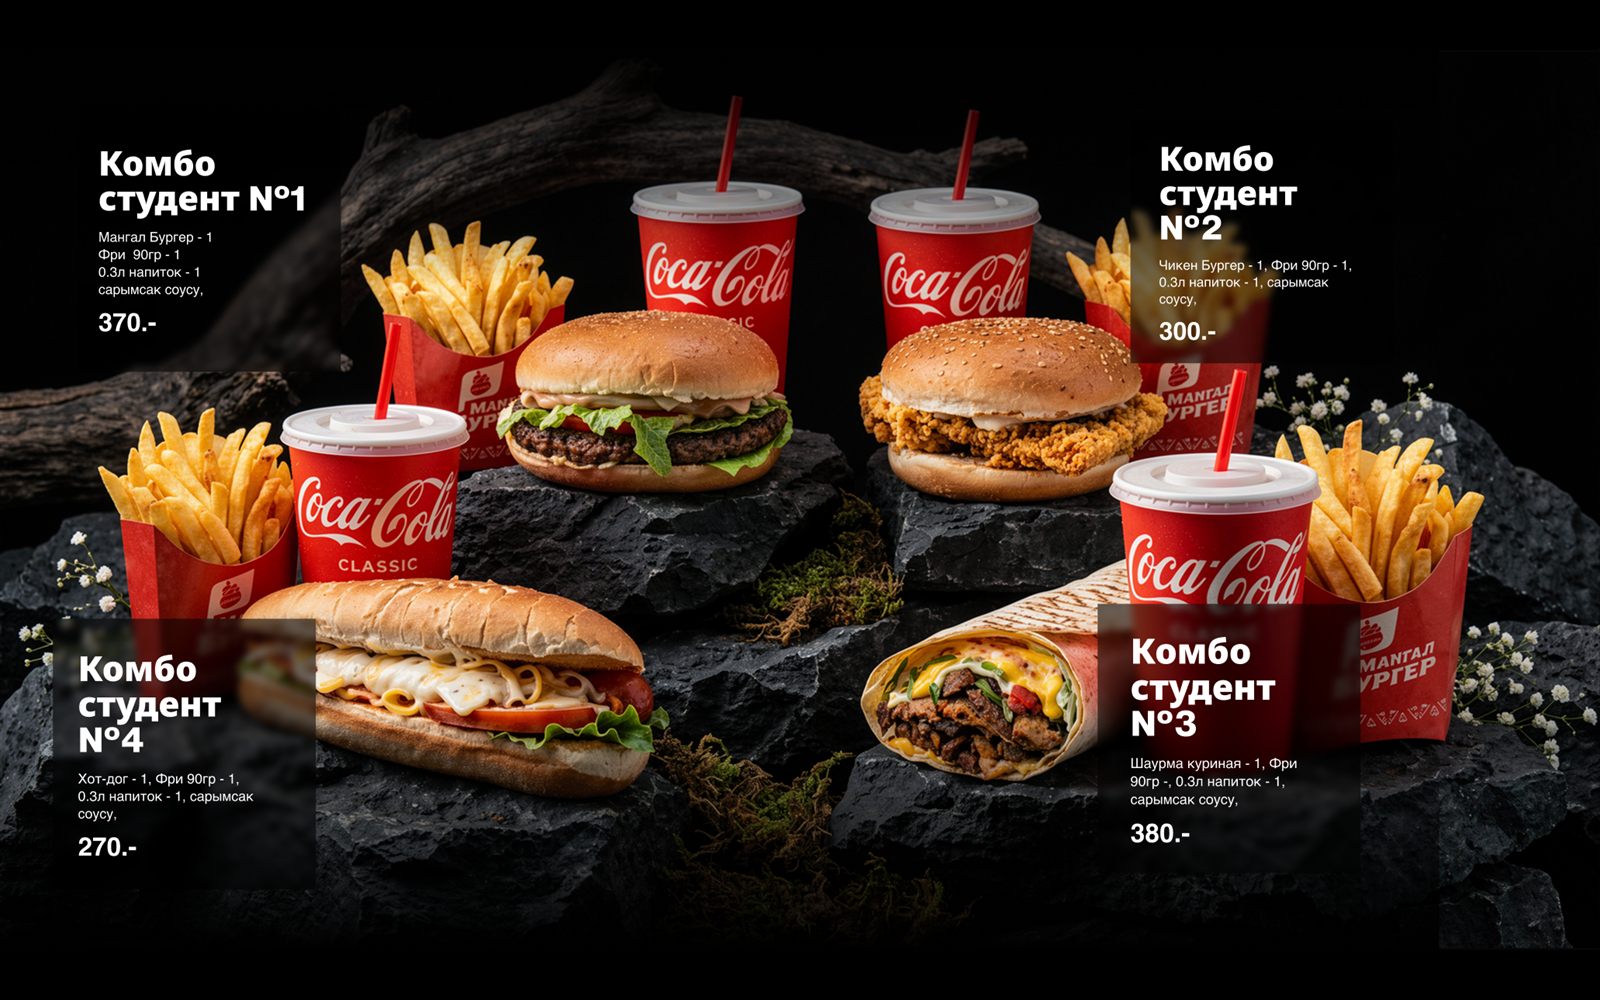 Комбо
студент №1
Мангал Бургер - 1
Фри 90гр - 1
0.3л напиток - 1
сарымсак соусу,
370.-
Комбо
студент
№2
Чикен Бургер - 1, Фри 90гр - 1,
0.3л напиток - 1, сарымсак
соусу,
300.-
Coca-Cola
Coca-Cola
МАНГАЛ
БУРГЕР
Coca-Cola
CLASSIC
Coca-Cola
Комбо
студент
№4
Хот-дог - 1, Фри 90гр - 1,
0.3л напиток - 1, сарымсак
соусу,
270.-
Комбо
студент
№3
Шаурма куриная - 1, Фри
90гр -, 0.3л напиток - 1,
сарымсак соусу,
380.-
МАНГАЛ
БУРГЕР